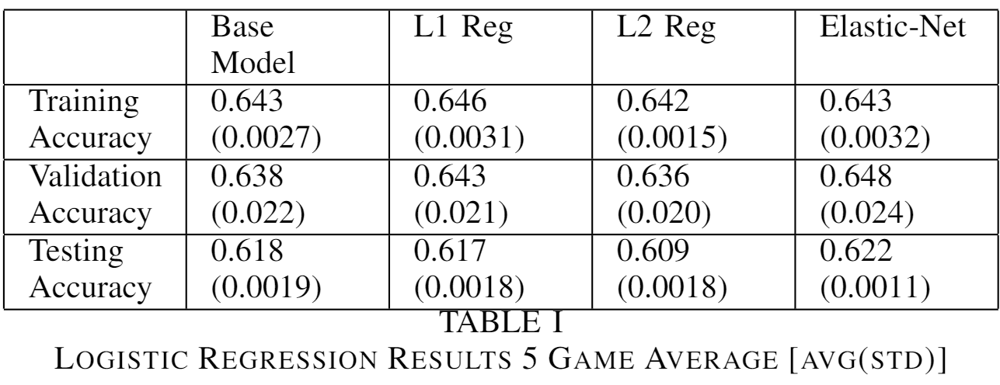 Base Model L1 Reg L2 Reg Elastic-Net
Training Accuracy 0.643 (0.0027) 0.646 (0.0031) 0.642 (0.0015) 0.643 (0.0032)
Validation Accuracy 0.638 (0.022) 0.643 (0.021) 0.636 (0.020) 0.648 (0.024)
Testing Accuracy 0.618 (0.0019) 0.617 (0.0018) 0.609 (0.0018) 0.622 (0.0011)
TABLE I
LOGISTIC REGRESSION RESULTS 5 GAME AVERAGE [AVG(STD)]